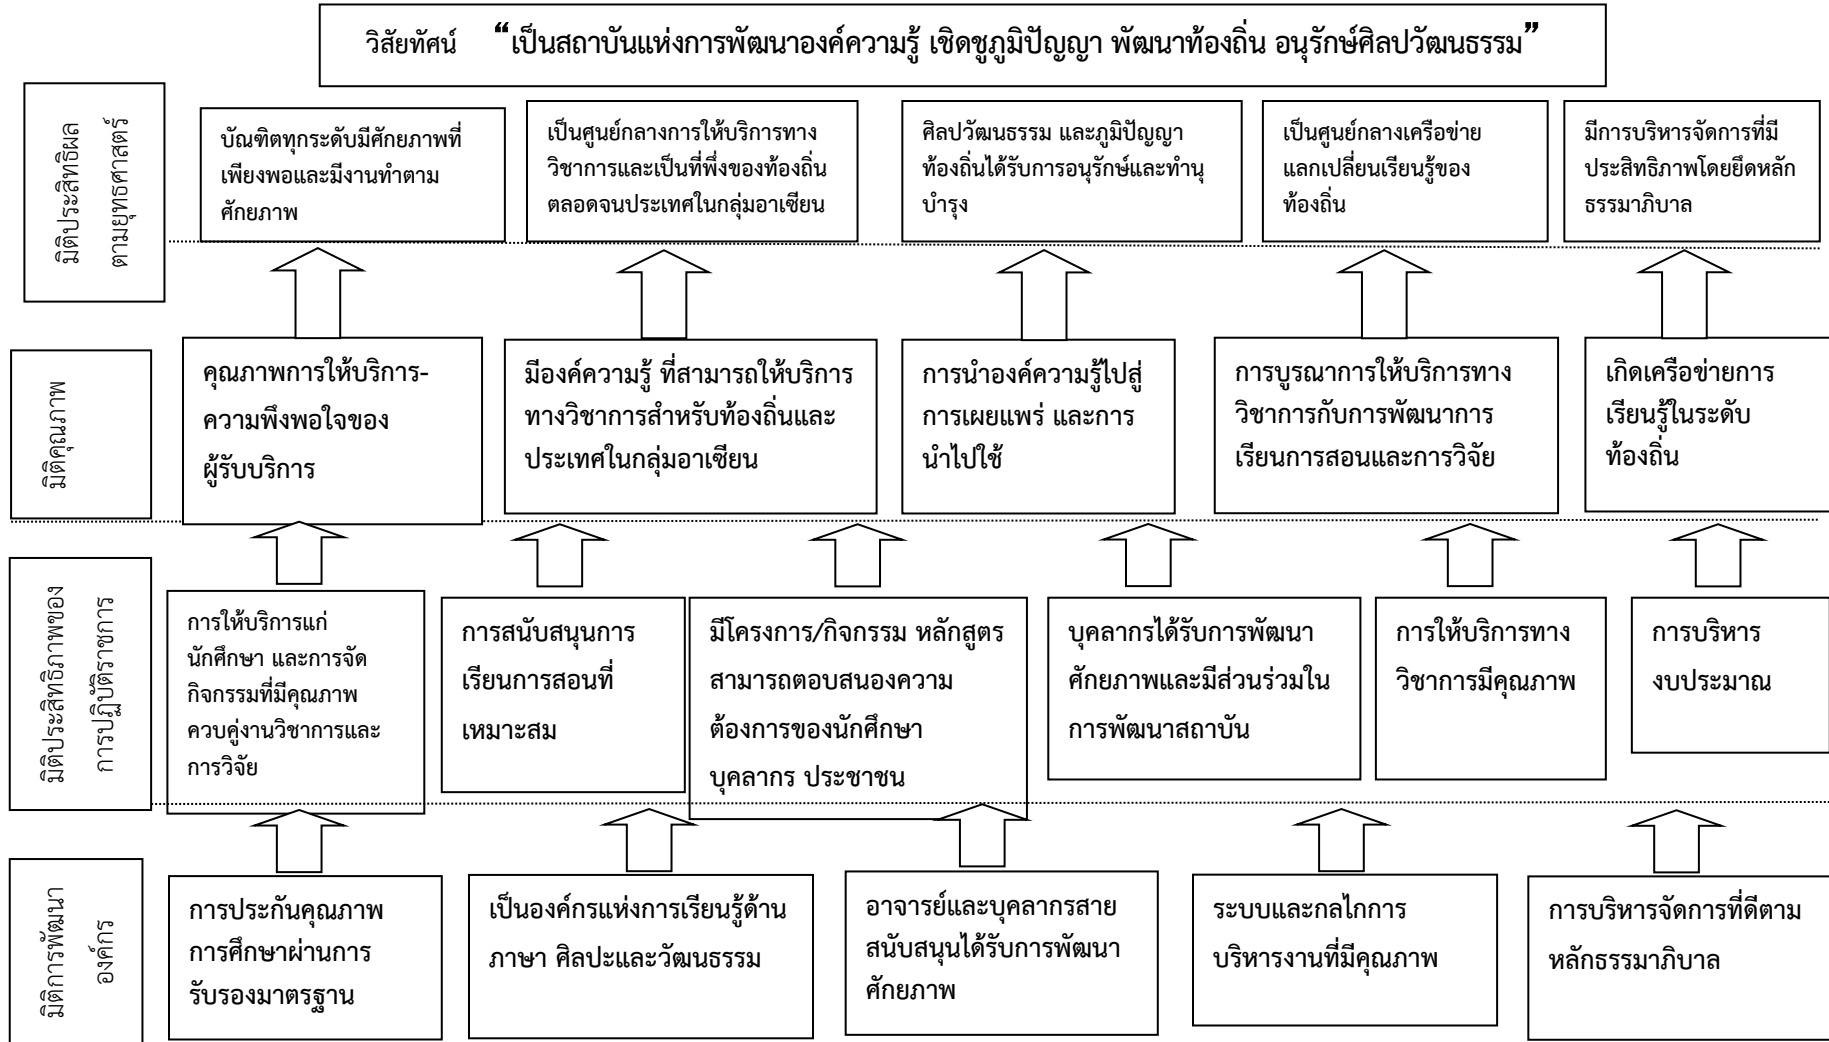 วิสัยทัศน์ “เป็นสถาบันแห่งการพัฒนาองค์ความรู้ เชิดชูภูมิปัญญา พัฒนาท้องถิ่น อนุรักษ์ศิลปวัฒนธรรม”
มิติประสิทธิผล
ตามยุทธศาสตร์
บัณฑิตทุกระดับมีศักยภาพที่
เพียงพอและมีงานทำตาม
ศักยภาพ
เป็นศูนย์กลางการให้บริการทาง
วิชาการและเป็นที่พึ่งของท้องถิ่น
ตลอดจนประเทศในกลุ่มอาเซียน
ศิลปวัฒนธรรม และภูมิปัญญา
ท้องถิ่นได้รับการอนุรักษ์และทำนุ
บำรุง
เป็นศูนย์กลางเครือข่าย
แลกเปลี่ยนเรียนรู้ของ
ท้องถิ่น
มีการบริหารจัดการที่มี
ประสิทธิภาพโดยยึดหลัก
ธรรมาภิบาล
มิติคุณภาพ
คุณภาพการให้บริการ-
ความพึงพอใจของ
ผู้รับบริการ
มีองค์ความรู้ ที่สามารถให้บริการ
ทางวิชาการสำหรับท้องถิ่นและ
ประเทศในกลุ่มอาเซียน
การนำองค์ความรู้ไปสู่
การเผยแพร่ และการ
นำไปใช้
การบูรณาการให้บริการทาง
วิชาการกับการพัฒนาการ
เรียนการสอนและการวิจัย
เกิดเครือข่ายการ
เรียนรู้ในระดับ
ท้องถิ่น
มิติประสิทธิภาพของ
การปฏิบัติราชการ
การให้บริการแก่
นักศึกษา และการจัด
กิจกรรมที่มีคุณภาพ
ควบคู่งานวิชาการและ
การวิจัย
การสนับสนุนการ
เรียนการสอนที่
เหมาะสม
มีโครงการ/กิจกรรม หลักสูตร
สามารถตอบสนองความ
ต้องการของนักศึกษา
บุคลากร ประชาชน
บุคลากรได้รับการพัฒนา
ศักยภาพและมีส่วนร่วมใน
การพัฒนาสถาบัน
การให้บริการทาง
วิชาการมีคุณภาพ
การบริหาร
งบประมาณ
มิติการพัฒนา
องค์กร
การประกันคุณภาพ
การศึกษาผ่านการ
รับรองมาตรฐาน
เป็นองค์กรแห่งการเรียนรู้ด้าน
ภาษา ศิลปะและวัฒนธรรม
อาจารย์และบุคลากรสาย
สนับสนุนได้รับการพัฒนา
ศักยภาพ
ระบบและกลไกการ
บริหารงานที่มีคุณภาพ
การบริหารจัดการที่ดีตาม
หลักธรรมาภิบาล